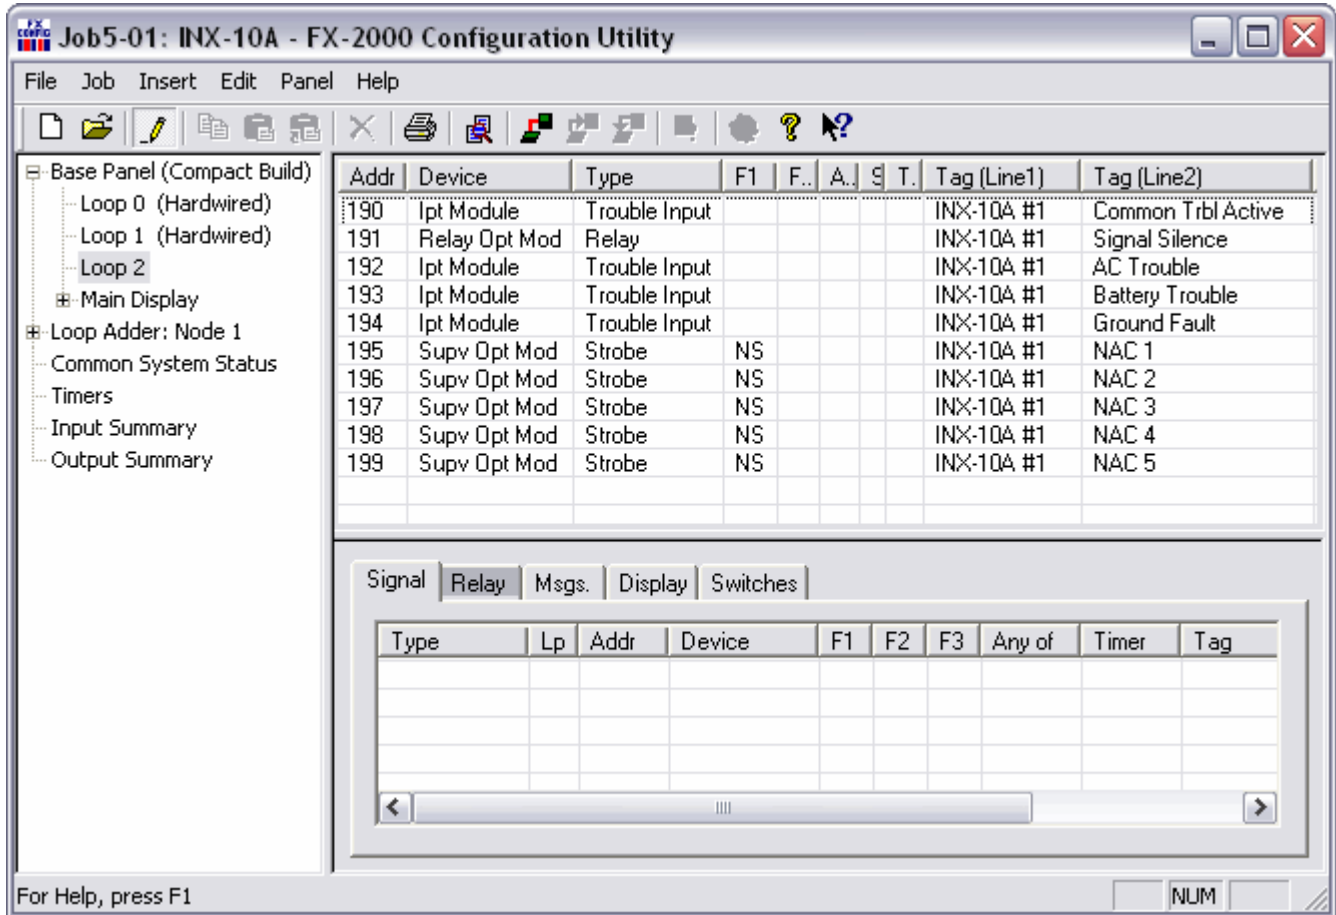 FX CONFIG Job5-01: INX-10A - FX-2000 Configuration Utility
File Job Insert Edit Panel Help
Base Panel (Compact Build)
Loop 0 (Hardwired)
Loop 1 (Hardwired)
Loop 2
Main Display
Loop Adder: Node 1
Common System Status
Timers
Input Summary
Output Summary
Addr Device Type F1 F.. A.. S T. Tag (Line1) Tag (Line2)
190 Ipt Module Trouble Input INX-10A #1 Common Trbl Active
191 Relay Opt Mod Relay INX-10A #1 Signal Silence
192 Ipt Module Trouble Input INX-10A #1 AC Trouble
193 Ipt Module Trouble Input INX-10A #1 Battery Trouble
194 Ipt Module Trouble Input INX-10A #1 Ground Fault
195 Supv Opt Mod Strobe NS INX-10A #1 NAC 1
196 Supv Opt Mod Strobe NS INX-10A #1 NAC 2
197 Supv Opt Mod Strobe NS INX-10A #1 NAC 3
198 Supv Opt Mod Strobe NS INX-10A #1 NAC 4
199 Supv Opt Mod Strobe NS INX-10A #1 NAC 5
Signal Relay Msgs. Display Switches
Type Lp Addr Device F1 F2 F3 Any of Timer Tag
For Help, press F1 NUM